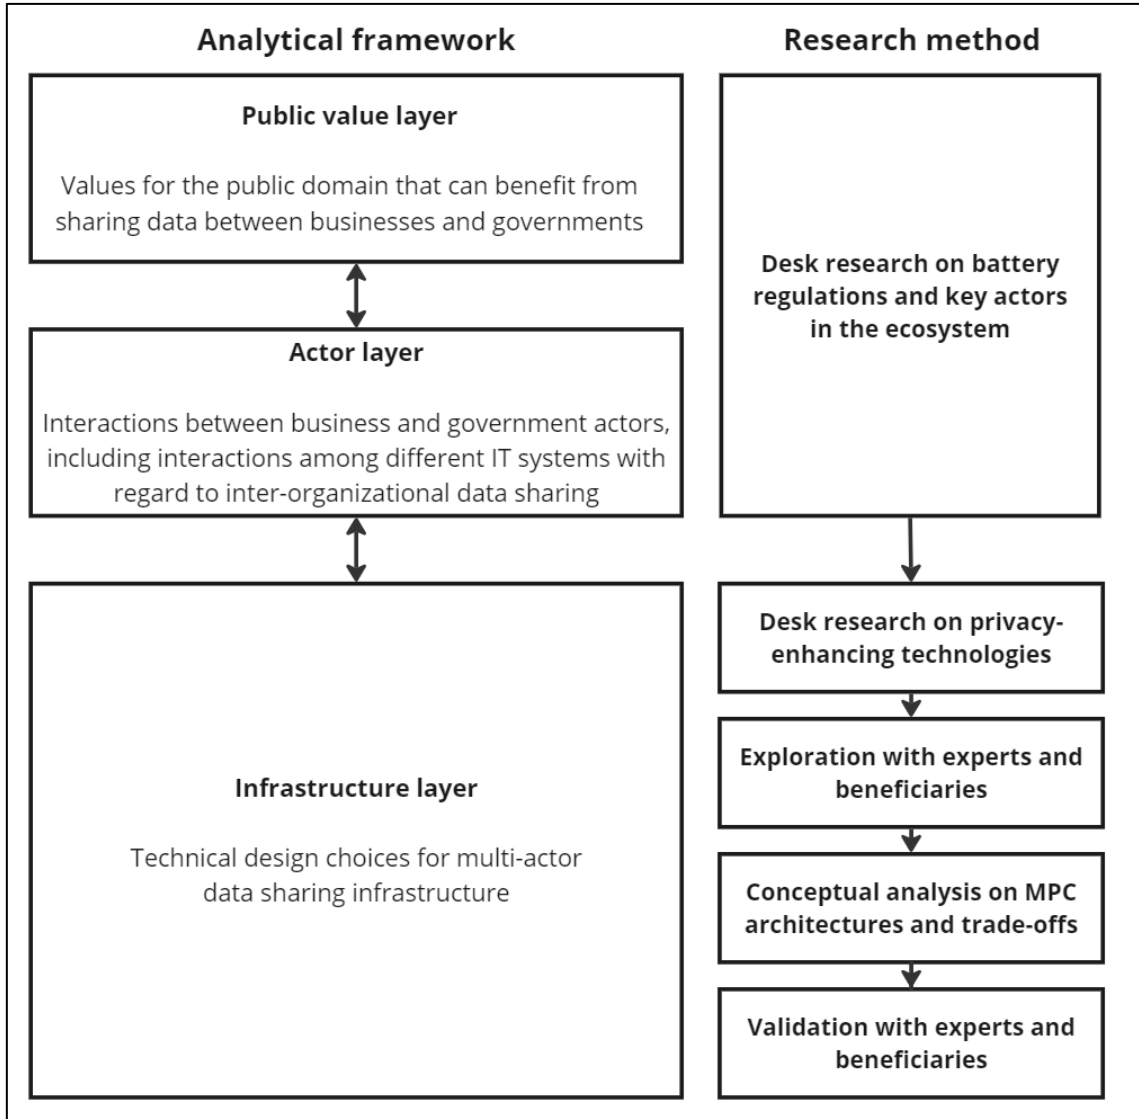 Analytical framework
Research method
Public value layer
Values for the public domain that can benefit from
sharing data between businesses and governments
Actor layer
Interactions between business and government actors,
including interactions among different IT systems with
regard to inter-organizational data sharing
Infrastructure layer
Technical design choices for multi-actor
data sharing infrastructure
Desk research on battery
regulations and key actors
in the ecosystem
Desk research on privacy-
enhancing technologies
Exploration with experts and
beneficiaries
Conceptual analysis on MPC
architectures and trade-offs
Validation with experts and
beneficiaries